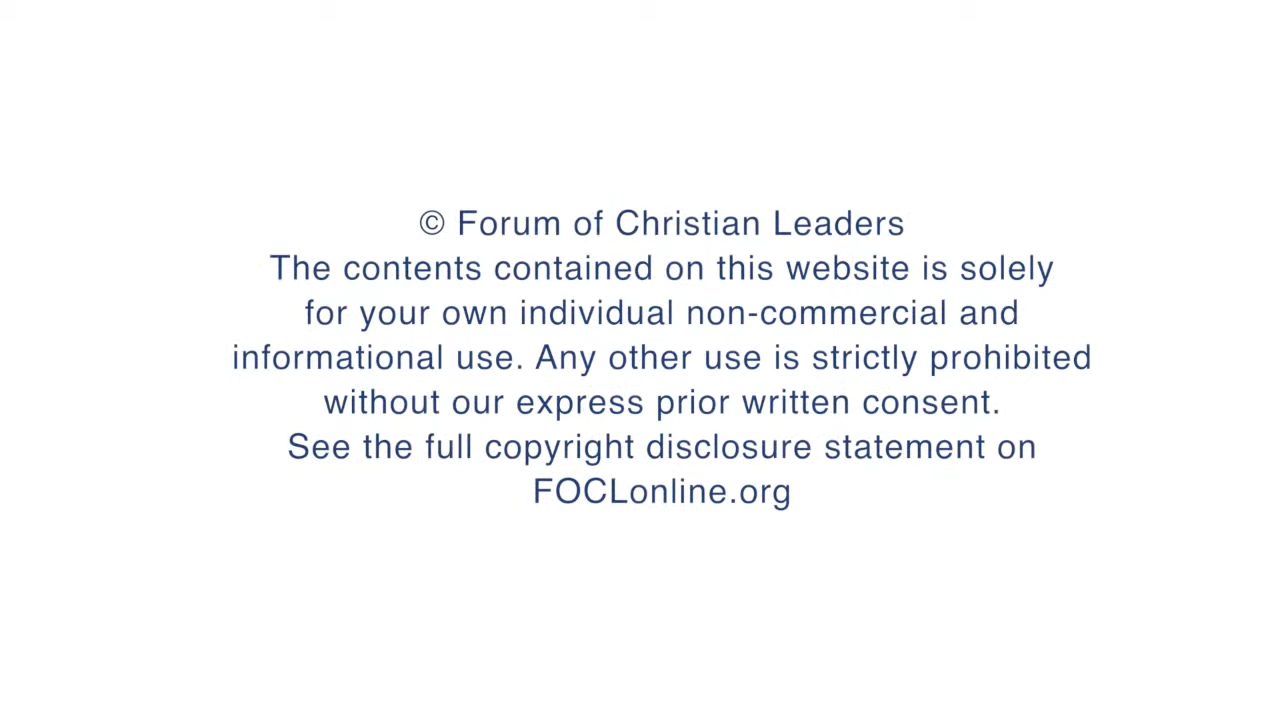 © Forum of Christian Leaders
The contents contained on this website is solely
for your own individual non-commercial and
informational use. Any other use is strictly prohibited
without our express prior written consent.
See the full copyright disclosure statement on
FOCLonline.org